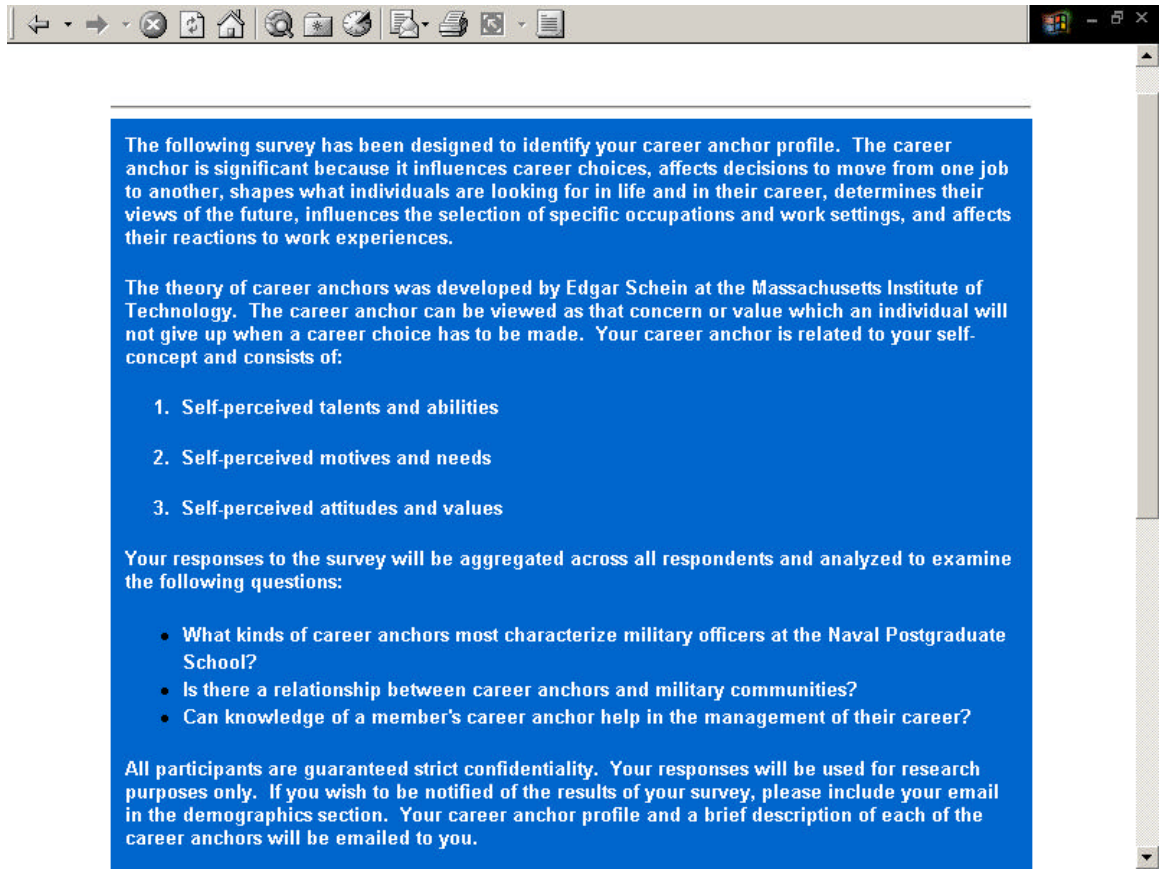 The following survey has been designed to identify your career anchor profile.  The career
anchor is significant because it influences career choices, affects decisions to move from one job
to another, shapes what individuals are looking for in life and in their career, determines their
views of the future, influences the selection of specific occupations and work settings, and affects
their reactions to work experiences.
The theory of career anchors was developed by Edgar Schein at the Massachusetts Institute of
Technology.  The career anchor can be viewed as that concern or value which an individual will
not give up when a career choice has to be made.  Your career anchor is related to your self-
concept and consists of:
1.  Self-perceived talents and abilities
2.  Self-perceived motives and needs
3.  Self-perceived attitudes and values
Your responses to the survey will be aggregated across all respondents and analyzed to examine
the following questions:
• What kinds of career anchors most characterize military officers at the Naval Postgraduate
School?
• Is there a relationship between career anchors and military communities?
• Can knowledge of a member's career anchor help in the management of their career?
All participants are guaranteed strict confidentiality.  Your responses will be used for research
purposes only.  If you wish to be notified of the results of your survey, please include your email
in the demographics section.  Your career anchor profile and a brief description of each of the
career anchors will be emailed to you.